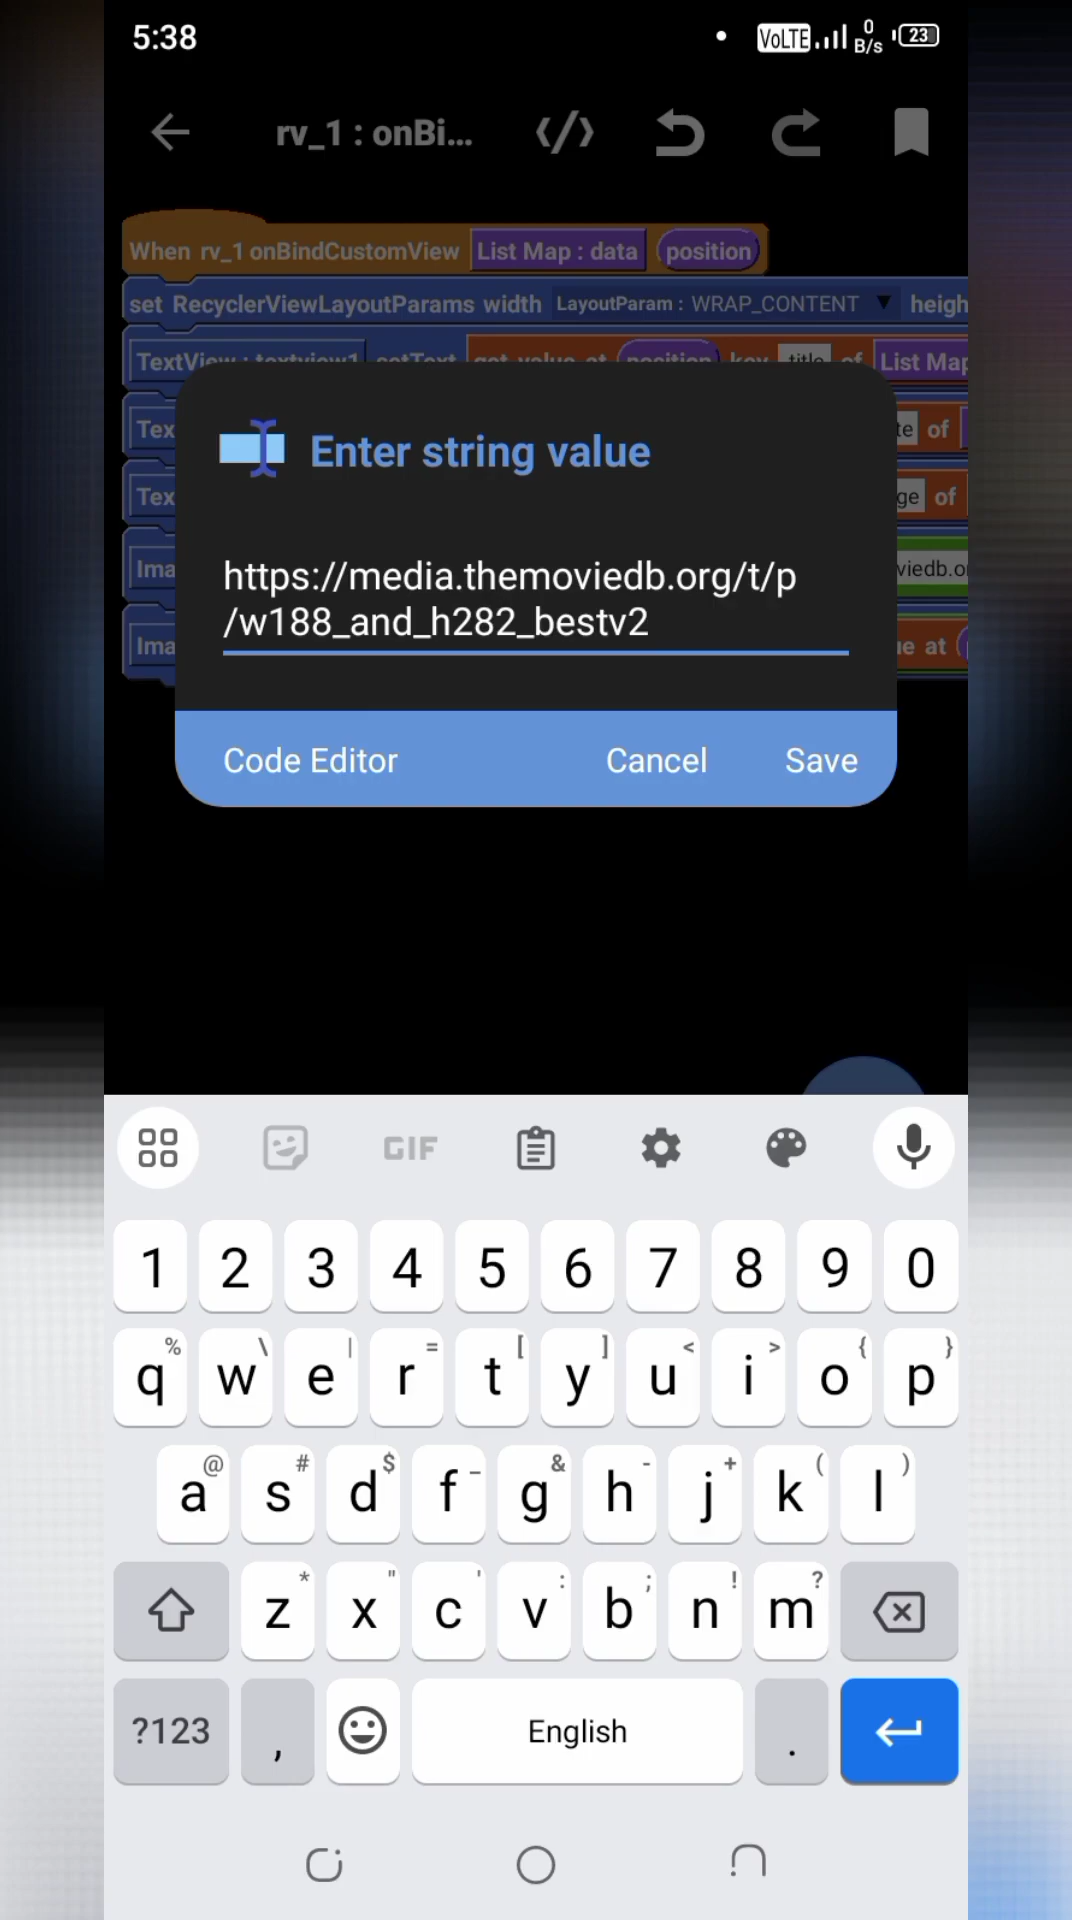 5:38
VoLTE 0 B/s 23
rv_1 : onBi...
When rv_1 onBindCustomView List Map : data position
set RecyclerViewLayoutParams width LayoutParam : WRAP_CONTENT heigh
TextView : textview1 setText get value at position key title of List Map
Tex te of
Tex ge of
Ima viedb.o
Ima ue at
Enter string value
https://media.themoviedb.org/t/p
/w188_and_h282_bestv2
Code Editor Cancel Save
GIF
1 2 3 4 5 6 7 8 9 0
% \ | = [ ] < > { }
q w e r t y u i o p
@ # $ _ & - + ( )
a s d f g h j k l
* " ' : ; ! ?
z x c v b n m
?123 , English .